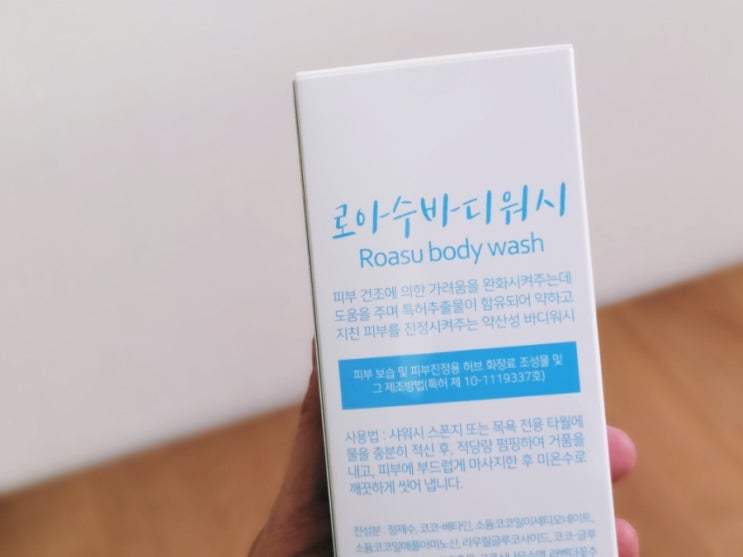 로아수바디워시
Roasu body wash
피부 건조에 의한 가려움을 완화시켜주는데
도움을 주며 특허추출물이 함유되어 약하고
지친 피부를 진정시켜주는 약산성 바디워시
피부 보습 및 피부진정용 허브 화장료 조성물 및
그 제조방법(특허 제 10-1119337호)
사용법 : 샤워시 스폰지 또는 목욕 전용 타월에
물을 충분히 적신 후, 적당량 펌핑하여 거품을
내고, 피부에 부드럽게 마사지한 후 미온수로
깨끗하게 씻어 냅니다.
전성분 : 정제수, 코코-베타인, 소듐코코일이세티오네이트,
소듐코코일애플아미노산, 라우릴글루코사이드, 코코-글루